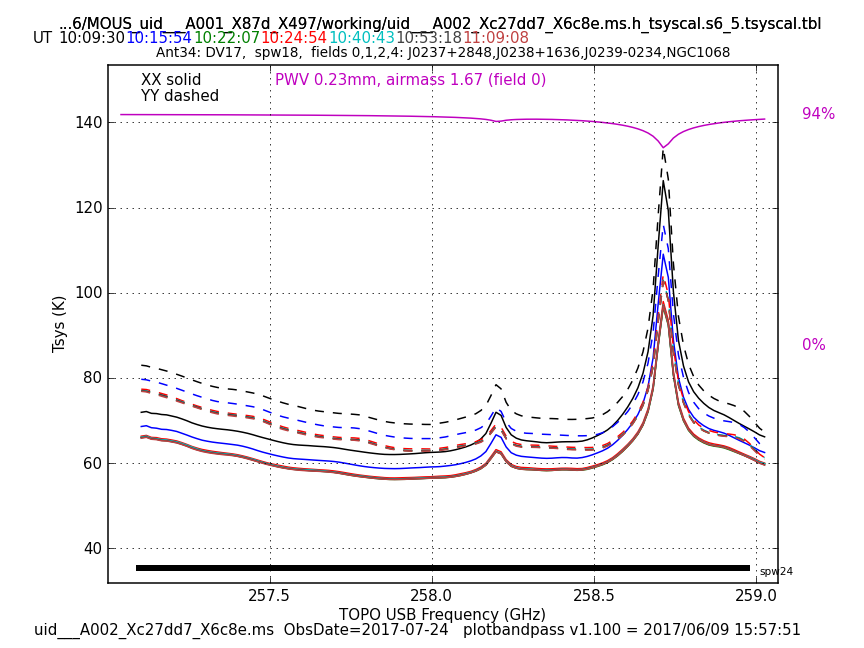 ...6/MOUS_uid___A001_X87d_X497/working/uid___A002_Xc27dd7_X6c8e.ms.h_tsyscal.s6_5.tsyscal.tbl
UT 10:09:30 10:15:54 10:22:07 10:24:54 10:40:43 10:53:18 11:09:08
Ant34: DV17, spw18, fields 0,1,2,4: J0237+2848,J0238+1636,J0239-0234,NGC1068
XX solid PWV 0.23mm, airmass 1.67 (field 0)
YY dashed
94%
140
120
100
0%
80
60
40
Tsys (K)
spw24
257.5 258.0 258.5 259.0
TOPO USB Frequency (GHz)
uid___A002_Xc27dd7_X6c8e.ms ObsDate=2017-07-24 plotbandpass v1.100 = 2017/06/09 15:57:51